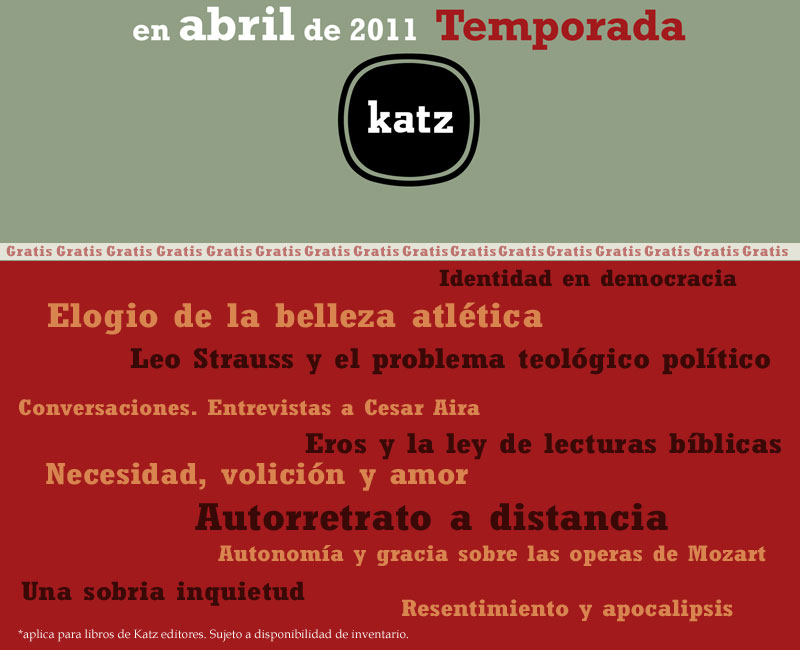 en abril de 2011 Temporada
katz
Gratis Gratis Gratis Gratis Gratis Gratis Gratis Gratis Gratis Gratis Gratis Gratis Gratis Gratis Gratis Gratis
Identidad en democracia
Elogio de la belleza atlética
Leo Strauss y el problema teológico político
Conversaciones. Entrevistas a Cesar Aira
Eros y la ley de lecturas bíblicas
Necesidad, volición y amor
Autorretrato a distancia
Autonomía y gracia sobre las operas de Mozart
Una sobria inquietud
Resentimiento y apocalipsis
*aplica para libros de Katz editores. Sujeto a disponibilidad de inventario.